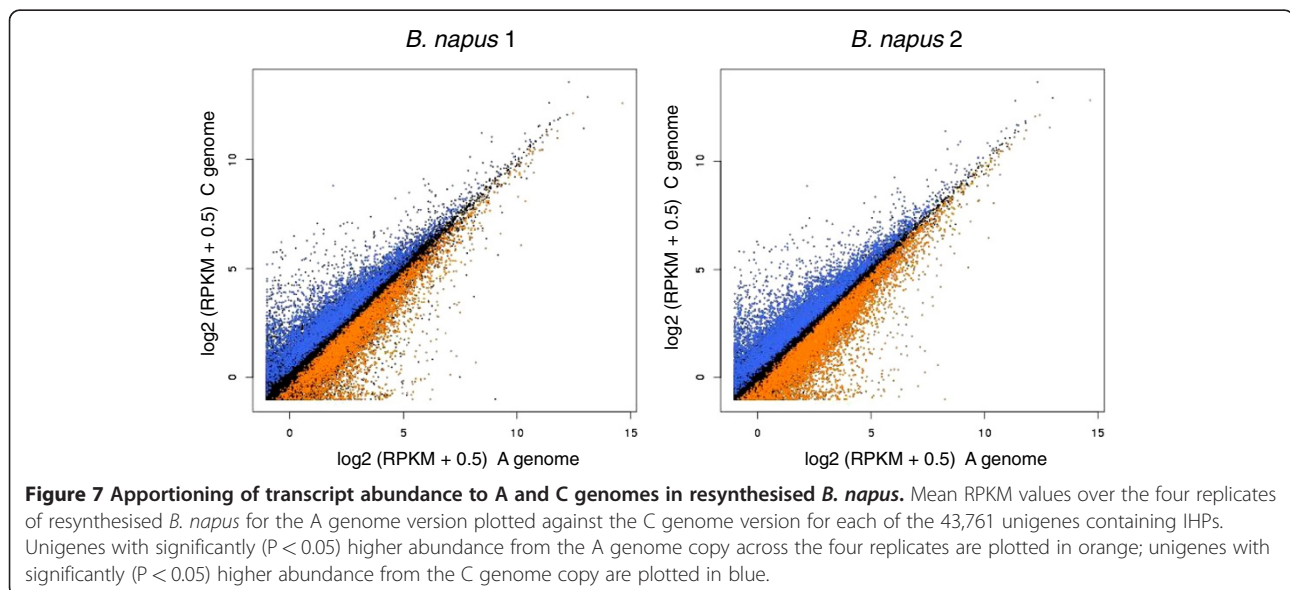 B. napus 1
B. napus 2
log2 (RPKM + 0.5) C genome
10
5
0
0
5
10
15
log2 (RPKM + 0.5) A genome
log2 (RPKM + 0.5) C genome
10
5
0
0
5
10
15
log2 (RPKM + 0.5) A genome
Figure 7 Apportioning of transcript abundance to A and C genomes in resynthesised B. napus. Mean RPKM values over the four replicates
of resynthesised B. napus for the A genome version plotted against the C genome version for each of the 43,761 unigenes containing IHPs.
Unigenes with significantly (P < 0.05) higher abundance from the A genome copy across the four replicates are plotted in orange; unigenes with
significantly (P < 0.05) higher abundance from the C genome copy are plotted in blue.